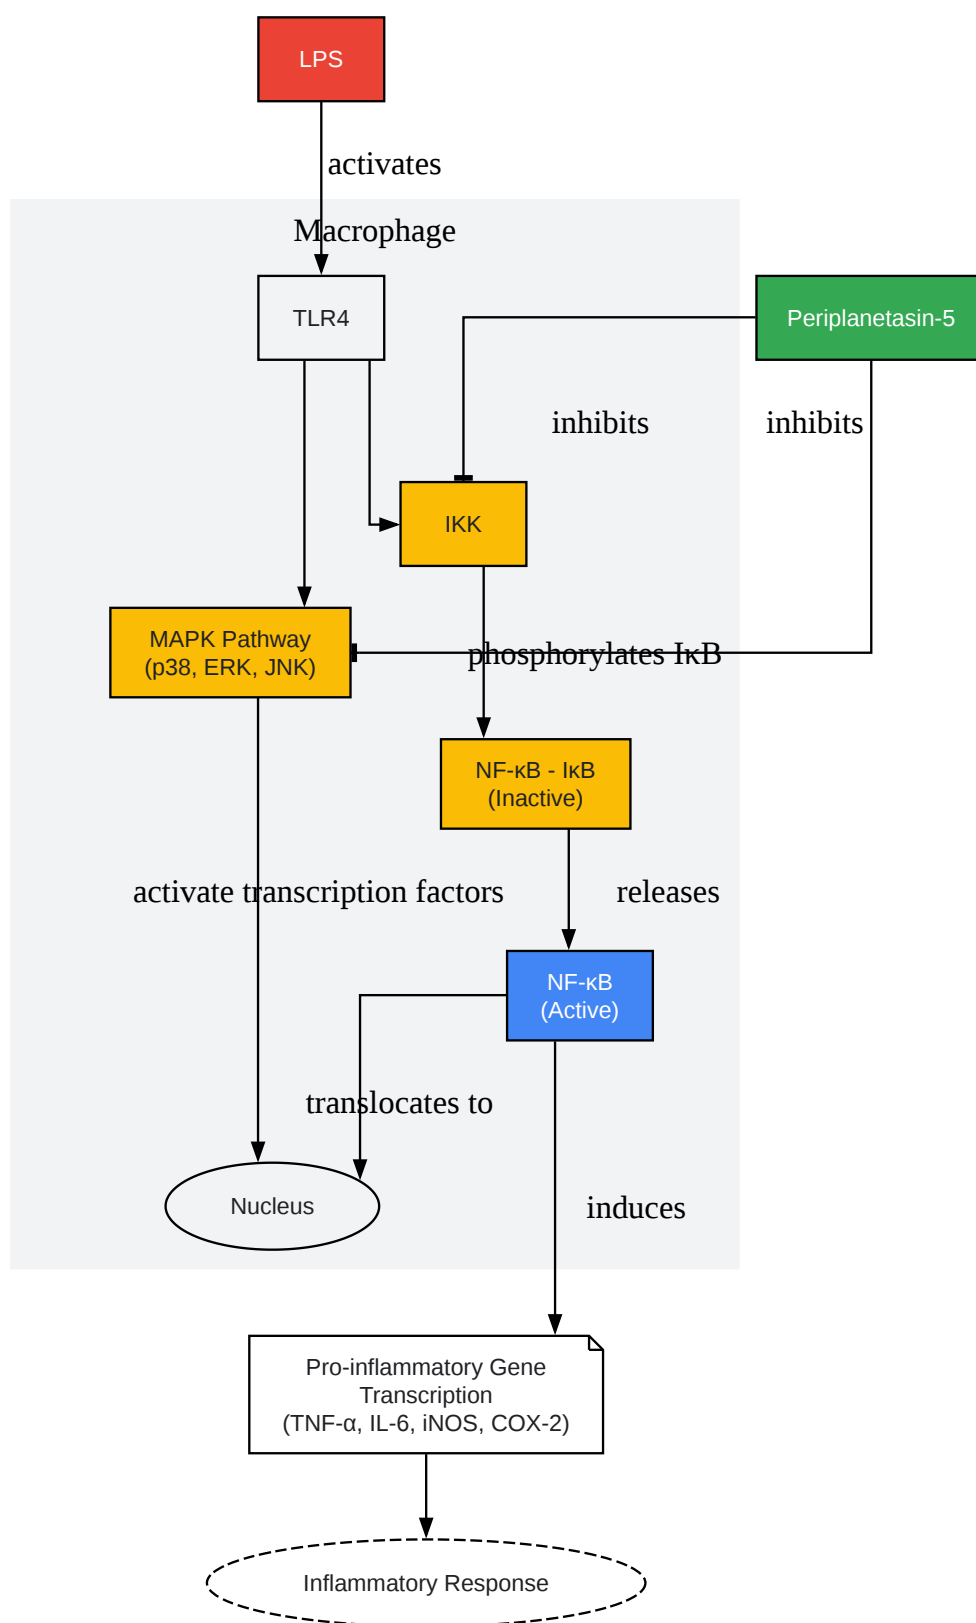 LPS
activates
Macrophage
TLR4
Periplanetasin-5
inhibits
inhibits
IKK
MAPK Pathway
(p38, ERK, JNK)
phosphorylates IκB
NF-κB - IκB
(Inactive)
activate transcription factors
releases
NF-κB
(Active)
translocates to
Nucleus
induces
Pro-inflammatory Gene
Transcription
(TNF-α, IL-6, iNOS, COX-2)
Inflammatory Response